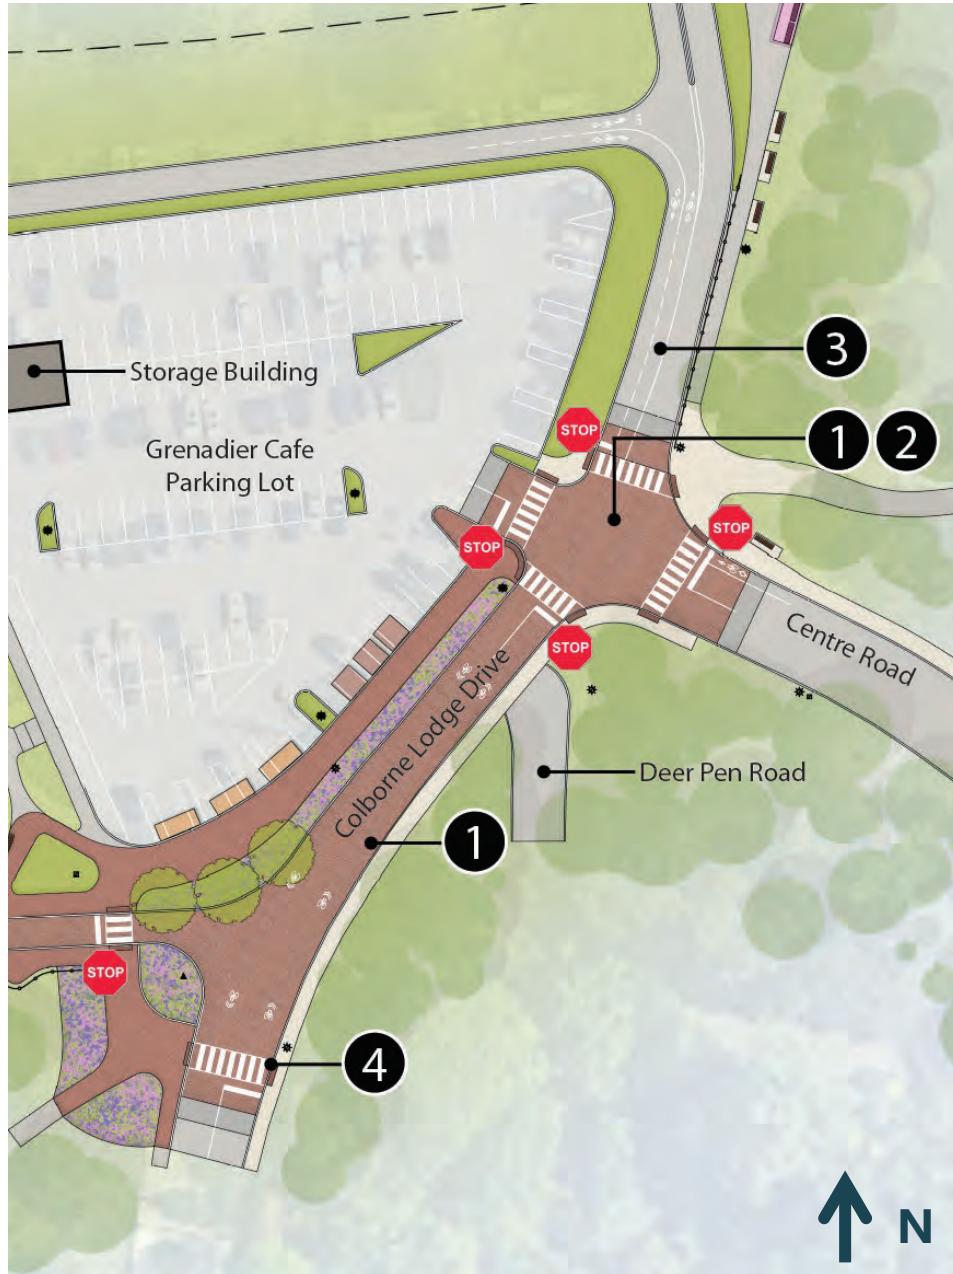 3
Storage Building
STOP
1 2
Grenadier Cafe
Parking Lot
STOP
STOP
STOP
Centre Road
Colborne Lodge Drive
Deer Pen Road
1
STOP
4
N